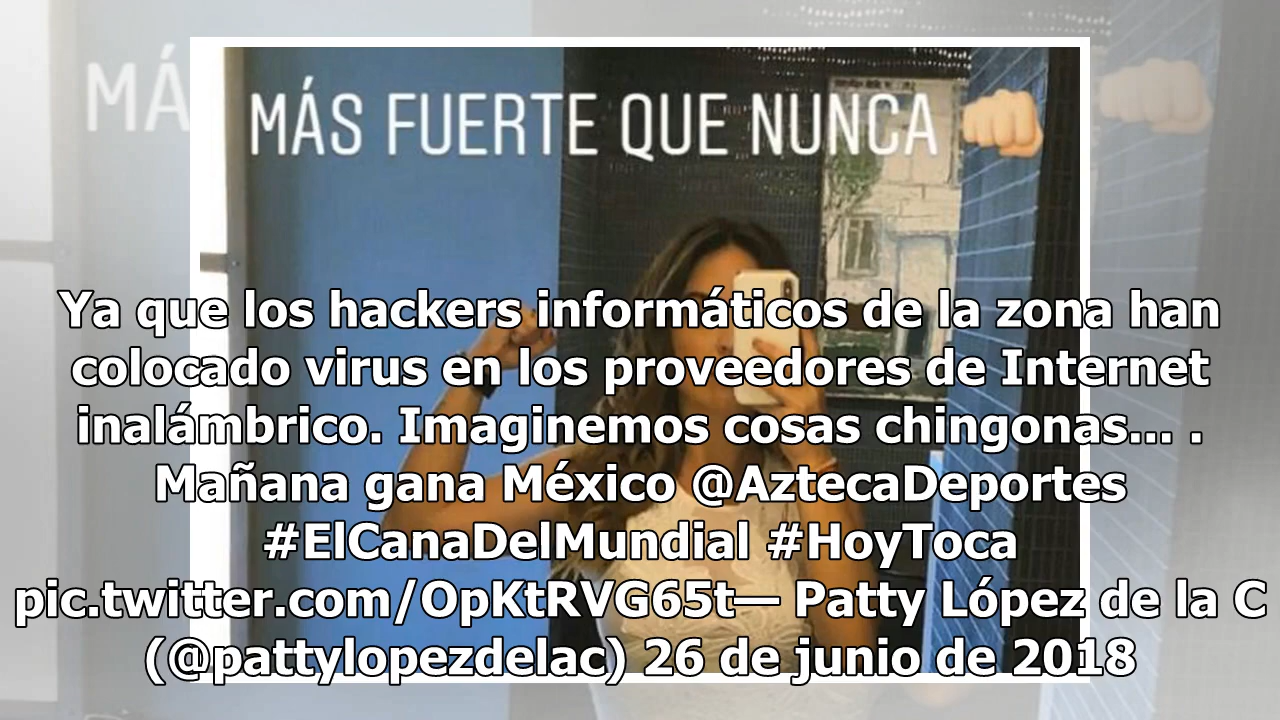 MÁ
MÁS FUERTE QUE NUNCA 👊🏼
Ya que los hackers informáticos de la zona han
colocado virus en los proveedores de Internet
inalámbrico. Imaginemos cosas chingonas... .
Mañana gana México @AztecaDeportes
#ElCanaDelMundial #HoyToca
pic.twitter.com/OpKtRVG65t— Patty López de la C
(@pattylopezdelac) 26 de junio de 2018